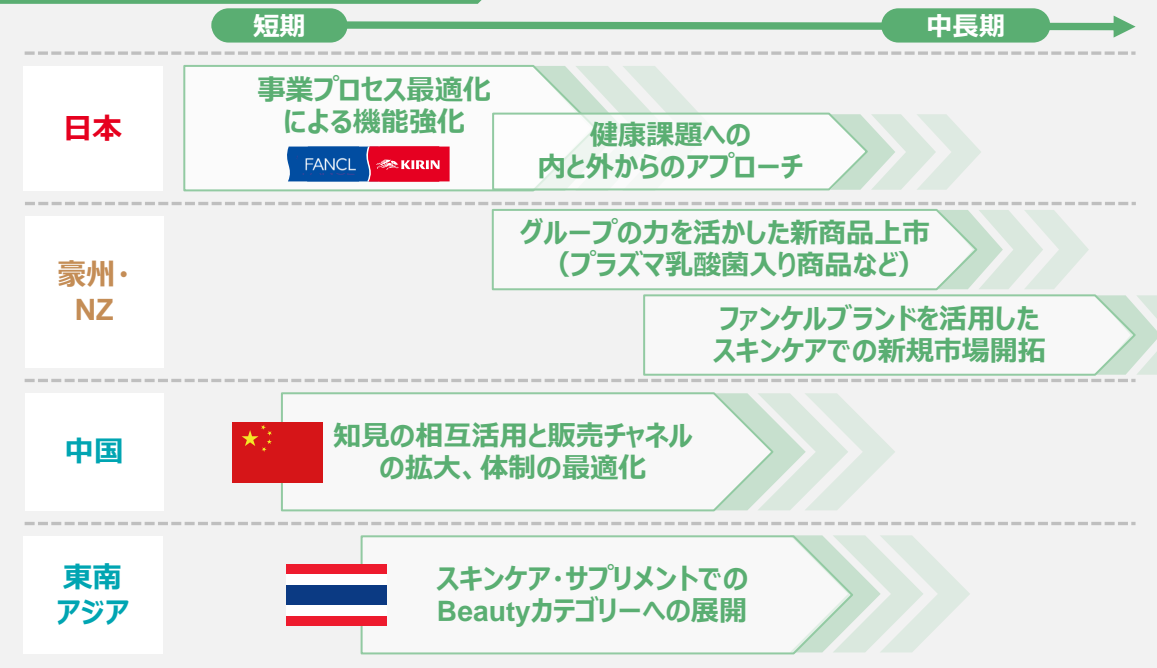 短期
中長期
日本
事業プロセス最適化
による機能強化
FANCL
KIRIN
健康課題への
内と外からのアプローチ
豪州・
NZ
グループの力を活かした新商品上市
（プラズマ乳酸菌入り商品など）
ファンケルブランドを活用した
スキンケアでの新規市場開拓
中国
知見の相互活用と販売チャネル
の拡大、体制の最適化
東南
アジア
スキンケア・サプリメントでの
Beautyカテゴリーへの展開